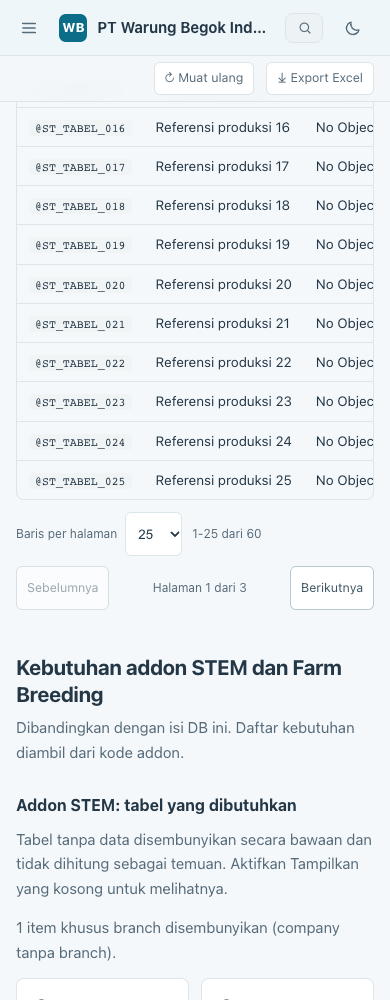 WB PT Warung Begok Ind...
↻ Muat ulang Export Excel
@ST_TABEL_016 Referensi produksi 16 No Objec
@ST_TABEL_017 Referensi produksi 17 No Objec
@ST_TABEL_018 Referensi produksi 18 No Objec
@ST_TABEL_019 Referensi produksi 19 No Objec
@ST_TABEL_020 Referensi produksi 20 No Objec
@ST_TABEL_021 Referensi produksi 21 No Objec
@ST_TABEL_022 Referensi produksi 22 No Objec
@ST_TABEL_023 Referensi produksi 23 No Objec
@ST_TABEL_024 Referensi produksi 24 No Objec
@ST_TABEL_025 Referensi produksi 25 No Objec
Baris per halaman 25 1-25 dari 60
Sebelumnya Halaman 1 dari 3 Berikutnya
Kebutuhan addon STEM dan Farm
Breeding
Dibandingkan dengan isi DB ini. Daftar kebutuhan
diambil dari kode addon.
Addon STEM: tabel yang dibutuhkan
Tabel tanpa data disembunyikan secara bawaan dan
tidak dihitung sebagai temuan. Aktifkan Tampilkan
yang kosong untuk melihatnya.
1 item khusus branch disembunyikan (company
tanpa branch).